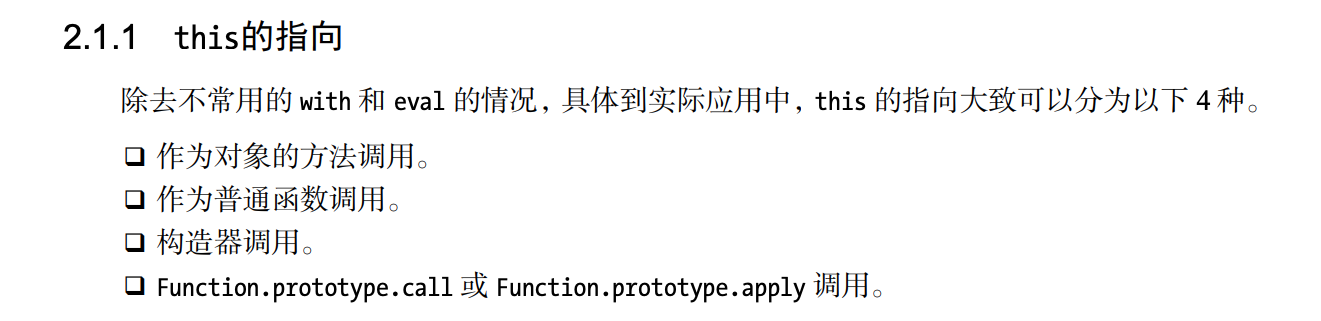 2.1.1 this的指向
除去不常用的 with 和 eval 的情况，具体到实际应用中，this 的指向大致可以分为以下 4 种。
❑ 作为对象的方法调用。
❑ 作为普通函数调用。
❑ 构造器调用。
❑ Function.prototype.call 或 Function.prototype.apply 调用。